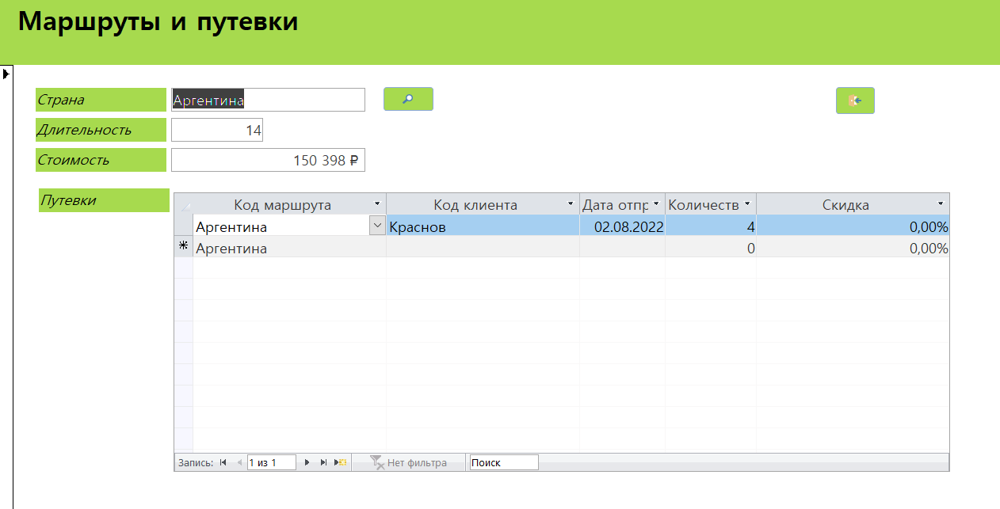 Маршруты и путевки
Страна Аргентина
Длительность 14
Стоимость 150 398 ₽
Путевки
Код маршрута Код клиента Дата отпр Количеств Скидка
Аргентина Краснов 02.08.2022 4 0,00%
* Аргентина 0 0,00%
Запись: 1 из 1 Нет фильтра Поиск